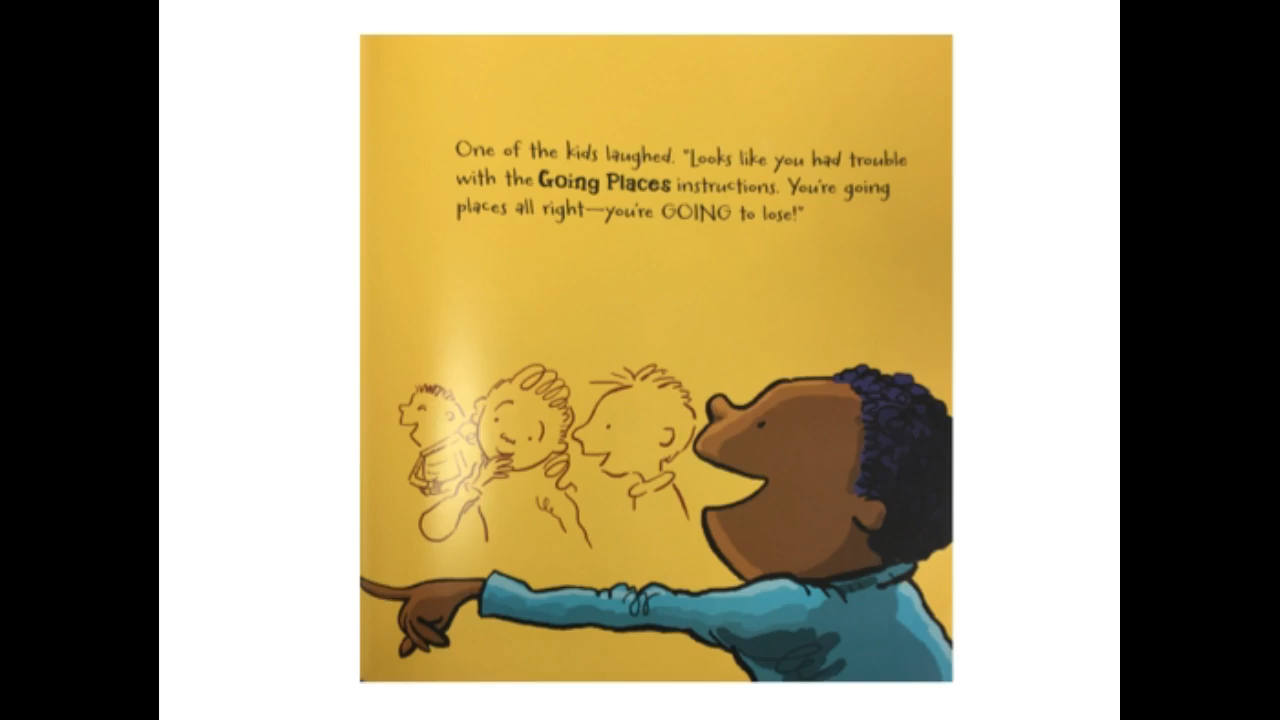 One of the kids laughed. "Looks like you had trouble
with the Going Places instructions. You're going
places all right—you're GOING to lose!"